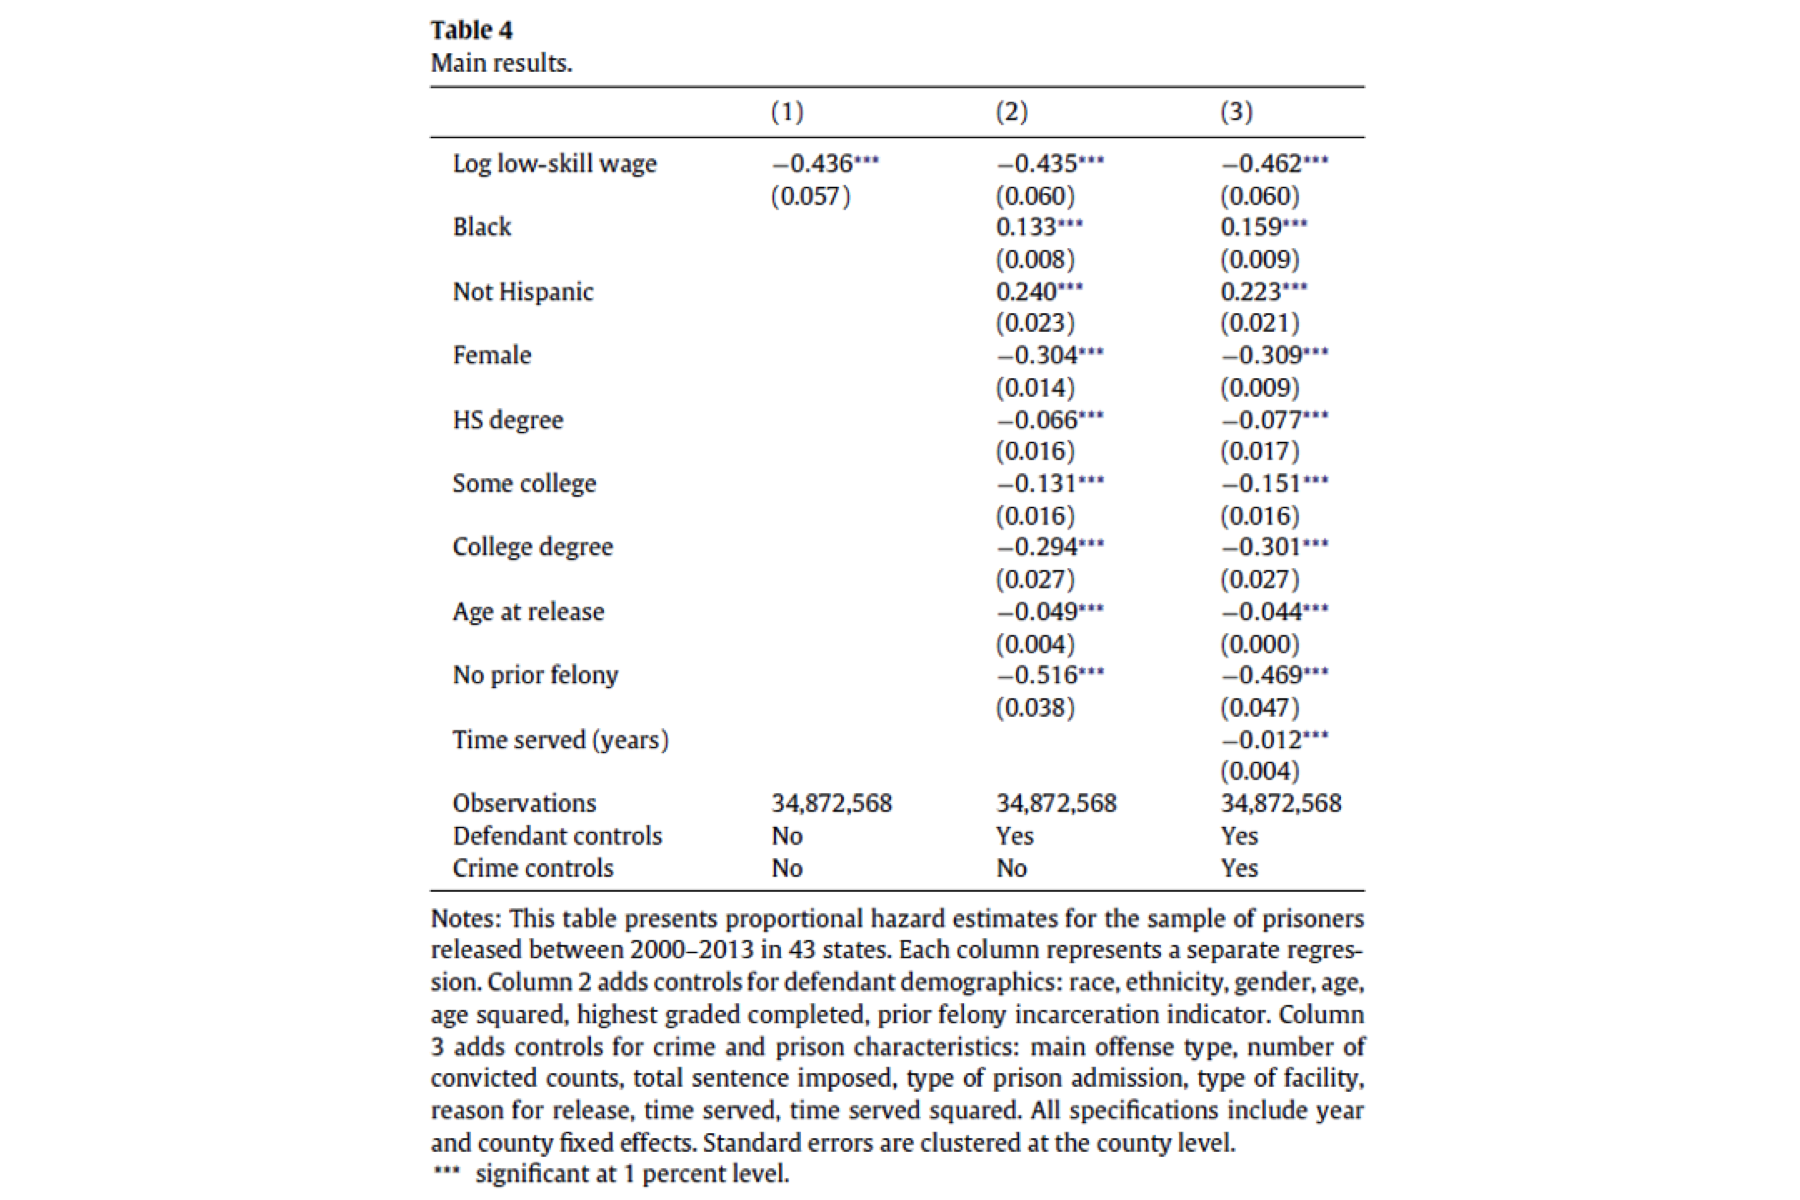 Table 4
Main results.
(1) (2) (3)
Log low-skill wage −0.436*** −0.435*** −0.462***
(0.057) (0.060) (0.060)
Black 0.133*** 0.159***
(0.008) (0.009)
Not Hispanic 0.240*** 0.223***
(0.023) (0.021)
Female −0.304*** −0.309***
(0.014) (0.009)
HS degree −0.066*** −0.077***
(0.016) (0.017)
Some college −0.131*** −0.151***
(0.016) (0.016)
College degree −0.294*** −0.301***
(0.027) (0.027)
Age at release −0.049*** −0.044***
(0.004) (0.000)
No prior felony −0.516*** −0.469***
(0.038) (0.047)
Time served (years) −0.012***
(0.004)
Observations 34,872,568 34,872,568 34,872,568
Defendant controls No Yes Yes
Crime controls No No Yes
Notes: This table presents proportional hazard estimates for the sample of prisoners
released between 2000–2013 in 43 states. Each column represents a separate regres-
sion. Column 2 adds controls for defendant demographics: race, ethnicity, gender, age,
age squared, highest graded completed, prior felony incarceration indicator. Column
3 adds controls for crime and prison characteristics: main offense type, number of
convicted counts, total sentence imposed, type of prison admission, type of facility,
reason for release, time served, time served squared. All specifications include year
and county fixed effects. Standard errors are clustered at the county level.
*** significant at 1 percent level.